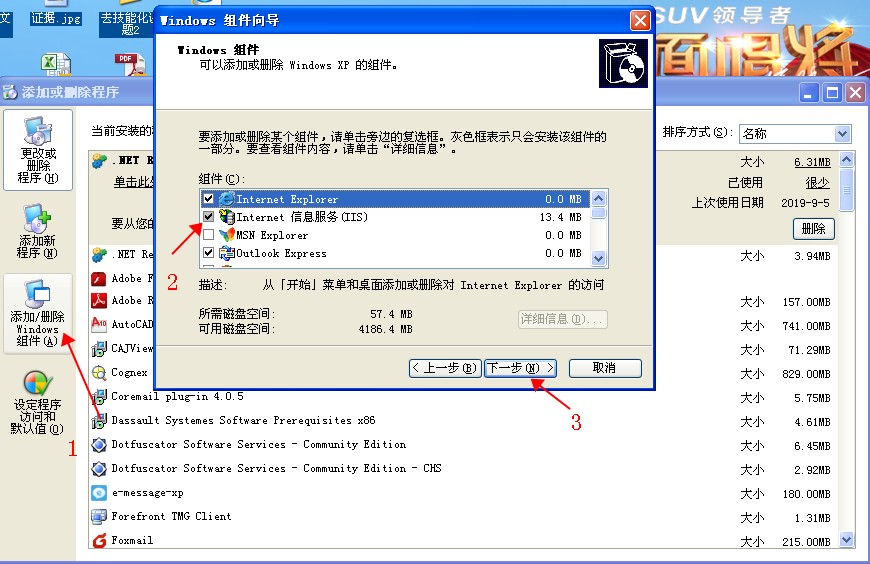 文
证据.jpg
去技能化
题2
SUV领导者
Windows 组件向导
Windows 组件
可以添加或删除 Windows XP 的组件。
要添加或删除某个组件，请单击旁边的复选框。灰色框表示只会安装该组件的
一部分。要查看组件内容，请单击“详细信息”。
组件(C):
Internet Explorer 0.0 MB
Internet 信息服务(IIS) 13.4 MB
MSN Explorer 0.0 MB
Outlook Express 0.0 MB
描述: 从「开始」菜单和桌面添加或删除对 Internet Explorer 的访问
所需磁盘空间: 57.4 MB
可用磁盘空间: 4186.4 MB
详细信息(D)...
< 上一步(B)
下一步(N) >
取消
添加或删除程序
更改或
删除
程序(H)
添加新
程序(N)
添加/删除
Windows
组件(A)
设定程序
访问和
默认值(O)
1
2
3
当前安装的
排序方式(S): 名称
.NET R
大小 6.31MB
单击此处
已使用 很少
上次使用日期 2019-9-5
要从您的
删除
.NET Re 大小 3.94MB
Adobe F
Adobe R 大小 157.00MB
AutoCAD 大小 741.00MB
CAJView 大小 71.29MB
Cognex 大小 829.00MB
Coremail plug-in 4.0.5 大小 5.75MB
Dassault Systemes Software Prerequisites x86 大小 4.61MB
Dotfuscator Software Services - Community Edition 大小 6.45MB
Dotfuscator Software Services - Community Edition - CHS 大小 2.92MB
e-message-xp 大小 180.00MB
Forefront TMG Client 大小 1.31MB
Foxmail 大小 215.00MB